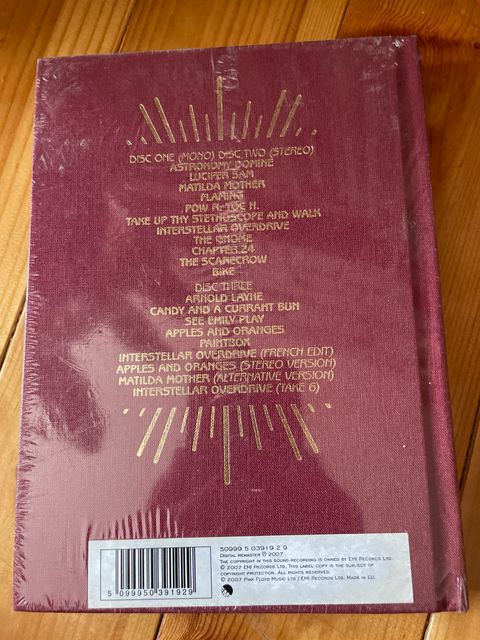 DISC ONE (MONO) DISC TWO (STEREO)
ASTRONOMY DOMINE
LUCIFER SAM
MATILDA MOTHER
FLAMING
POW R. TOC H.
TAKE UP THY STETHOSCOPE AND WALK
INTERSTELLAR OVERDRIVE
THE GNOME
CHAPTER 24
THE SCARECROW
BIKE
DISC THREE
ARNOLD LAYNE
CANDY AND A CURRANT BUN
SEE EMILY PLAY
APPLES AND ORANGES
PAINTBOX
INTERSTELLAR OVERDRIVE (FRENCH EDIT)
APPLES AND ORANGES (STEREO VERSION)
MATILDA MOTHER (ALTERNATIVE VERSION)
INTERSTELLAR OVERDRIVE (TAKE 6)
50999 5 03919 2 9
DIGITAL REMASTER ℗ 2007
THE COPYRIGHT IN THIS SOUND RECORDING IS OWNED BY EMI RECORDS LTD.
© 2007 EMI RECORDS LTD. THIS LABEL COPY IS THE SUBJECT OF
COPYRIGHT PROTECTION. ALL RIGHTS RESERVED.
© 2007 PINK FLOYD MUSIC LTD / EMI RECORDS LTD. MADE IN EU.
5 099950 391929